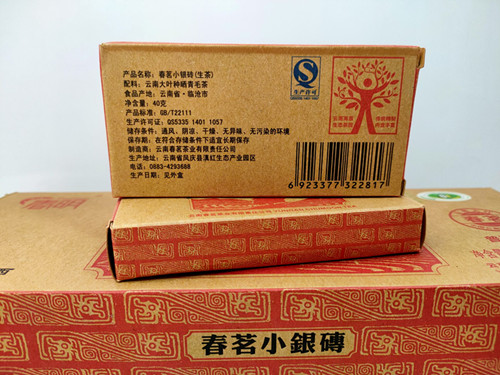 产品名称：春茗小银砖(生茶)
配料：云南大叶种晒青毛茶
食品产地：云南省·临沧市
净含量：40克
产品标准：GB/T22111
生产许可证：QS5335 1401 1057
储存条件：通风、阴凉、干燥、无异味、无污染的环境
保存期：在符合存储条件下适宜长期保存
制造商：云南春茗茶业有限责任公司
地址：云南省凤庆县滇红生态产业园区
电话：0883-4293888
生产日期：见外盒
生产许可
6 923377 322817
春茗小銀磚